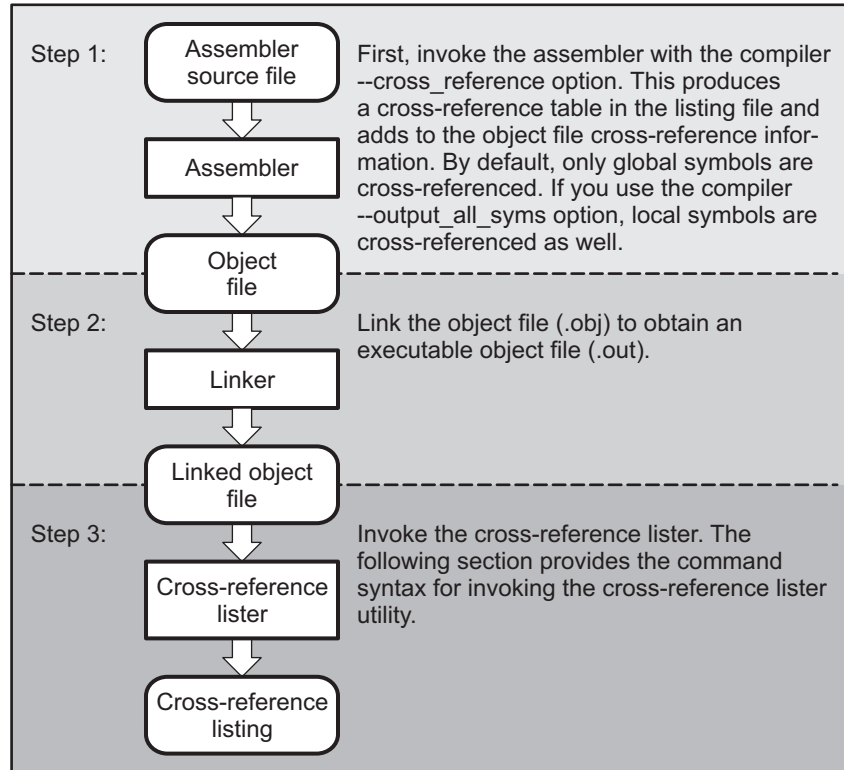 Step 1:
Assembler
source file
First, invoke the assembler with the compiler
--cross_reference option. This produces
a cross-reference table in the listing file and
adds to the object file cross-reference infor-
mation. By default, only global symbols are
cross-referenced. If you use the compiler
--output_all_syms option, local symbols are
cross-referenced as well.
Assembler
Object
file
Step 2:
Link the object file (.obj) to obtain an
executable object file (.out).
Linker
Linked object
file
Step 3:
Invoke the cross-reference lister. The
following section provides the command
syntax for invoking the cross-reference lister
utility.
Cross-reference
lister
Cross-reference
listing